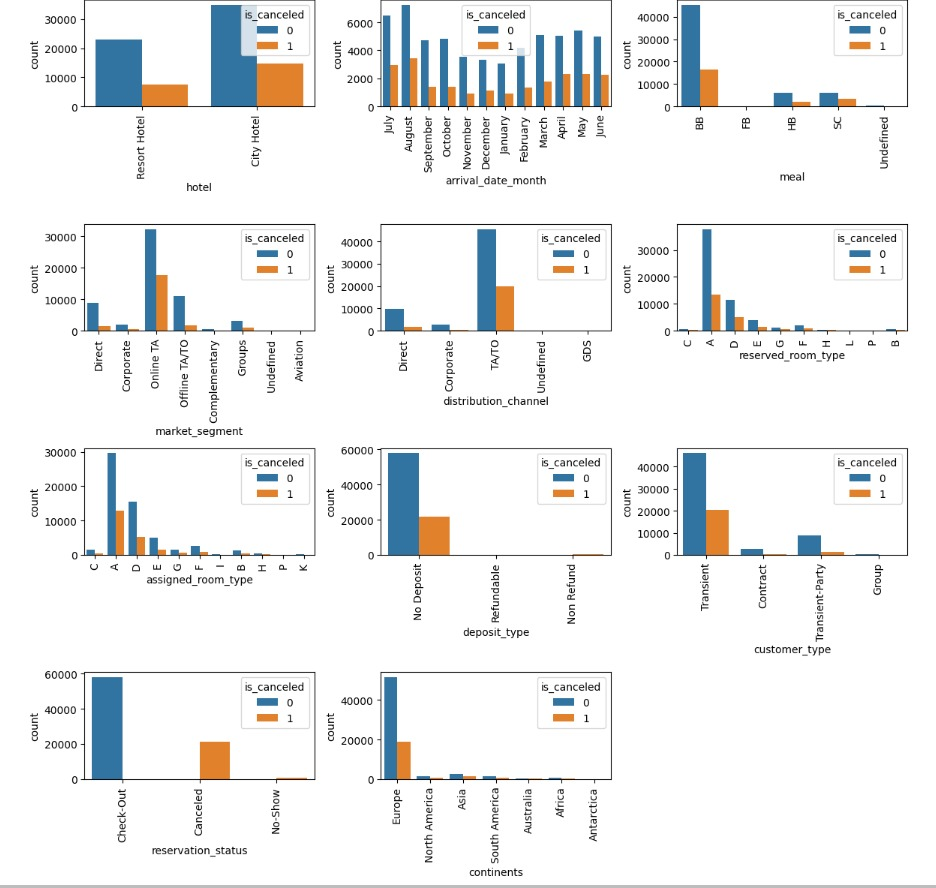 is_canceled
0
1
30000
20000
10000
0
count
Resort Hotel
City Hotel
hotel
is_canceled
0
1
6000
4000
2000
0
count
July
August
September
October
November
December
January
February
March
April
May
June
arrival_date_month
is_canceled
0
1
40000
30000
20000
10000
0
count
BB
FB
HB
SC
Undefined
meal
is_canceled
0
1
30000
20000
10000
0
count
Direct
Corporate
Online TA
Offline TA/TO
Complementary
Groups
Undefined
Aviation
market_segment
is_canceled
0
1
40000
30000
20000
10000
0
count
Direct
Corporate
TA/TO
Undefined
GDS
distribution_channel
is_canceled
0
1
30000
20000
10000
0
count
C
A
D
E
G
F
H
L
P
B
reserved_room_type
is_canceled
0
1
30000
20000
10000
0
count
C
A
D
E
G
F
I
B
H
P
K
assigned_room_type
is_canceled
0
1
60000
40000
20000
0
count
No Deposit
Refundable
Non Refund
deposit_type
is_canceled
0
1
40000
30000
20000
10000
0
count
Transient
Contract
Transient-Party
Group
customer_type
is_canceled
0
1
60000
40000
20000
0
count
Check-Out
Canceled
No-Show
reservation_status
is_canceled
0
1
40000
20000
0
count
Europe
North America
Asia
South America
Australia
Africa
Antarctica
continents